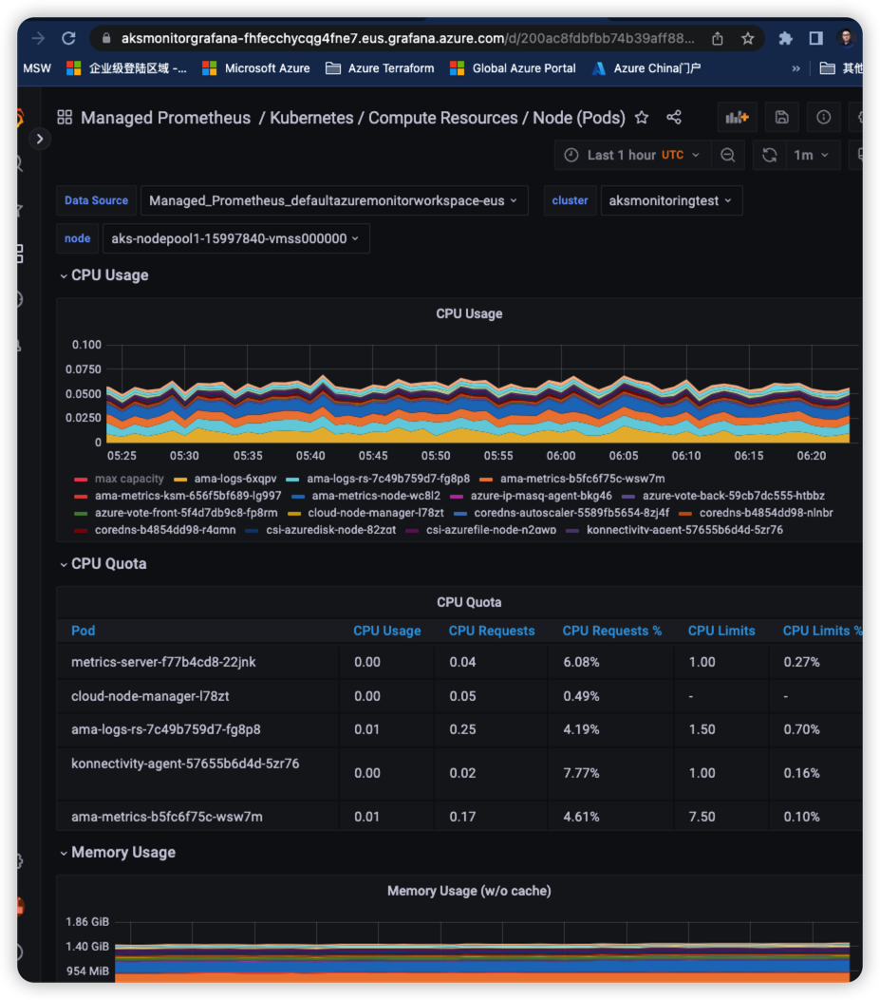 aksmonitorgrafana-fhfecchycqg4fne7.eus.grafana.azure.com/d/200ac8fdbfbb74b39aff88...
MSW 企业级登陆区域 -... Microsoft Azure Azure Terraform Global Azure Portal Azure China门户 » 其他
Managed Prometheus / Kubernetes / Compute Resources / Node (Pods)
Last 1 hour UTC 1m
Data Source Managed_Prometheus_defaultazuremonitorworkspace-eus cluster aksmonitoringtest
node aks-nodepool1-15997840-vmss000000
CPU Usage
CPU Usage
0.100
0.0750
0.0500
0.0250
0
05:25 05:30 05:35 05:40 05:45 05:50 05:55 06:00 06:05 06:10 06:15 06:20
max capacity ama-logs-6xqpv ama-logs-rs-7c49b759d7-fg8p8 ama-metrics-b5fc6f75c-wsw7m
ama-metrics-ksm-656f5bf689-lg997 ama-metrics-node-wc8l2 azure-ip-masq-agent-bkg46 azure-vote-back-59cb7dc555-htbbz
azure-vote-front-5f4d7db9c8-fp8rm cloud-node-manager-l78zt coredns-autoscaler-5589fb5654-8zj4f coredns-b4854dd98-nlnbr
coredns-b4854dd98-r4qmn csi-azuredisk-node-82zqt csi-azurefile-node-n2qwp konnectivity-agent-57655b6d4d-5zr76
CPU Quota
CPU Quota
Pod CPU Usage CPU Requests CPU Requests % CPU Limits CPU Limits %
metrics-server-f77b4cd8-22jnk 0.00 0.04 6.08% 1.00 0.27%
cloud-node-manager-l78zt 0.00 0.05 0.49% - -
ama-logs-rs-7c49b759d7-fg8p8 0.01 0.25 4.19% 1.50 0.70%
konnectivity-agent-57655b6d4d-5zr76 0.00 0.02 7.77% 1.00 0.16%
ama-metrics-b5fc6f75c-wsw7m 0.01 0.17 4.61% 7.50 0.10%
Memory Usage
Memory Usage (w/o cache)
1.86 GiB
1.40 GiB
954 MiB